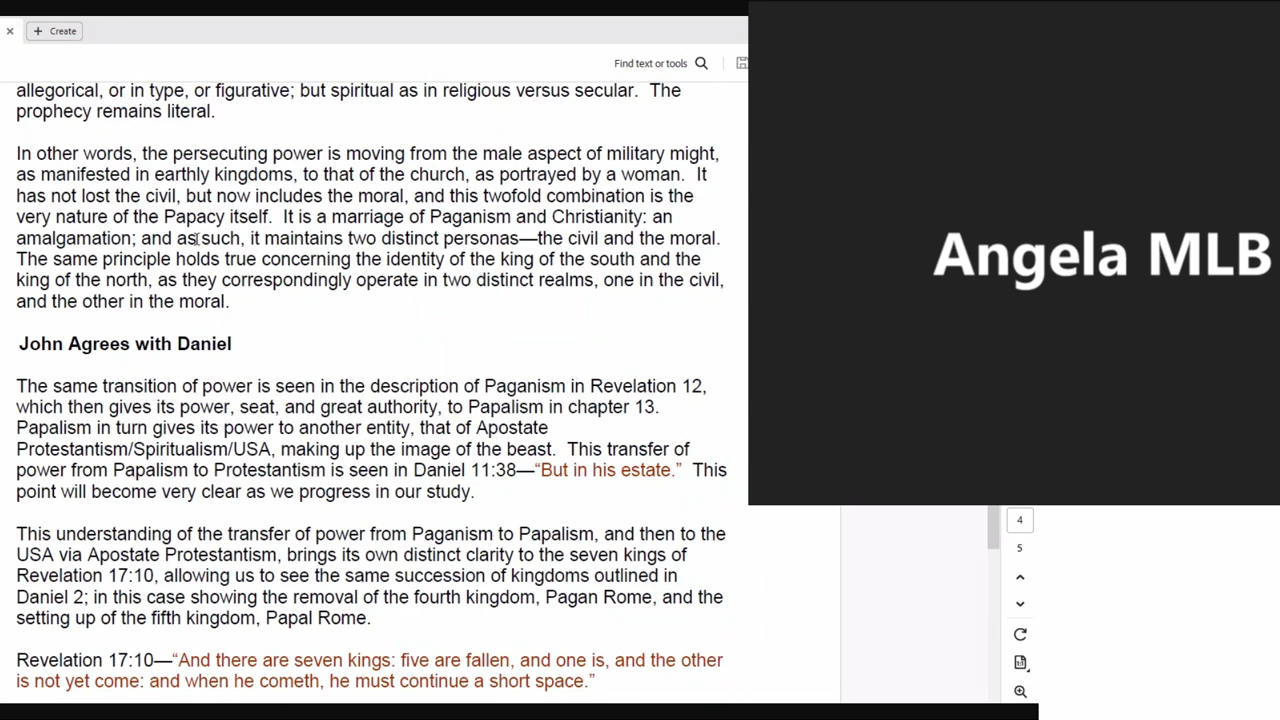 Create
Find text or tools
allegorical, or in type, or figurative; but spiritual as in religious versus secular.  The
prophecy remains literal.
In other words, the persecuting power is moving from the male aspect of military might,
as manifested in earthly kingdoms, to that of the church, as portrayed by a woman.  It
has not lost the civil, but now includes the moral, and this twofold combination is the
very nature of the Papacy itself.  It is a marriage of Paganism and Christianity: an
amalgamation; and as such, it maintains two distinct personas—the civil and the moral.
The same principle holds true concerning the identity of the king of the south and the
king of the north, as they correspondingly operate in two distinct realms, one in the civil,
and the other in the moral.
John Agrees with Daniel
The same transition of power is seen in the description of Paganism in Revelation 12,
which then gives its power, seat, and great authority, to Papalism in chapter 13.
Papalism in turn gives its power to another entity, that of Apostate
Protestantism/Spiritualism/USA, making up the image of the beast.  This transfer of
power from Papalism to Protestantism is seen in Daniel 11:38—“But in his estate.”  This
point will become very clear as we progress in our study.
This understanding of the transfer of power from Paganism to Papalism, and then to the
USA via Apostate Protestantism, brings its own distinct clarity to the seven kings of
Revelation 17:10, allowing us to see the same succession of kingdoms outlined in
Daniel 2; in this case showing the removal of the fourth kingdom, Pagan Rome, and the
setting up of the fifth kingdom, Papal Rome.
Revelation 17:10—“And there are seven kings: five are fallen, and one is, and the other
is not yet come: and when he cometh, he must continue a short space.”
Angela MLB
4
5